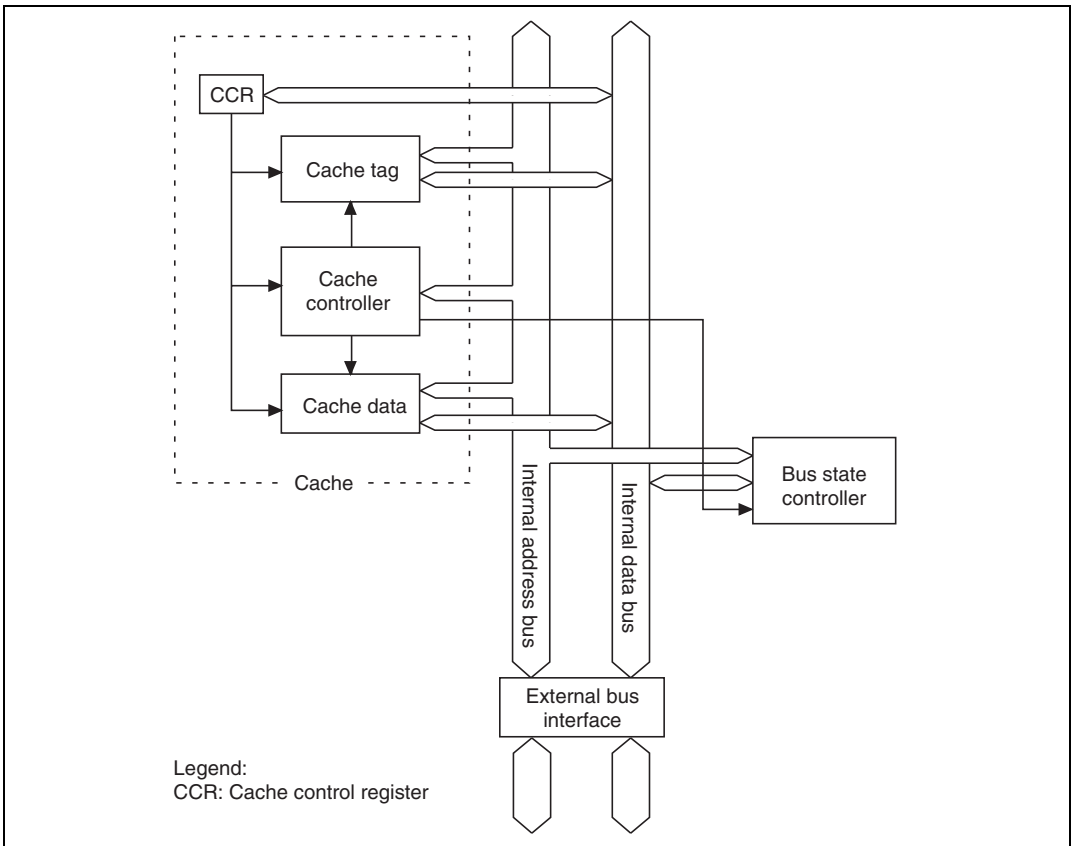 CCR
Cache tag
Cache
controller
Cache data
Cache
Internal address bus
Internal data bus
Bus state
controller
External bus
interface
Legend:
CCR: Cache control register